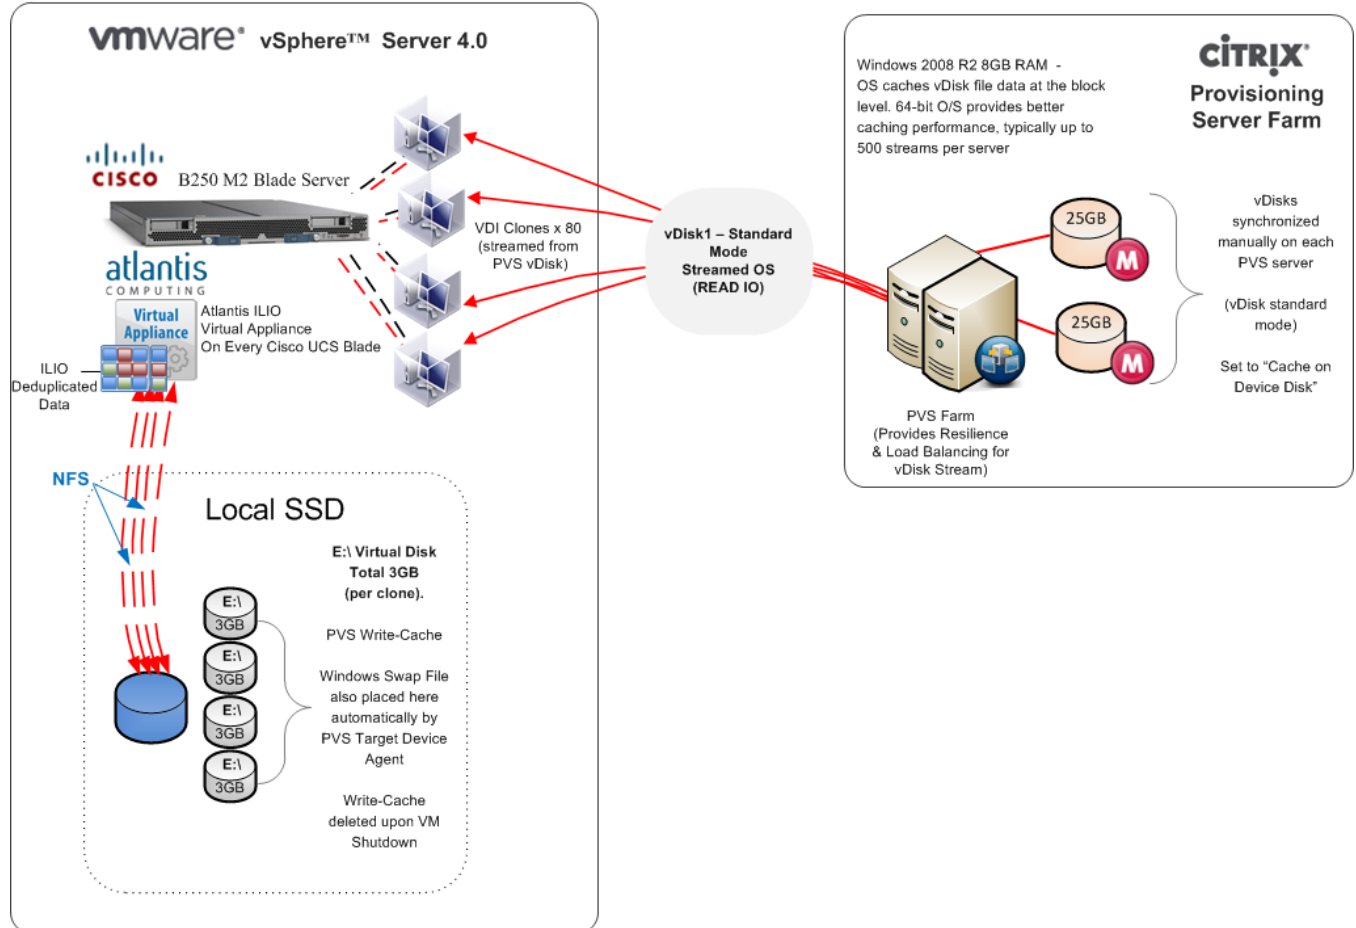 vmware® vSphere™ Server 4.0
CISCO
B250 M2 Blade Server
atlantis
COMPUTING
Virtual
Appliance
Atlantis ILIO
Virtual Appliance
On Every Cisco UCS Blade
ILIO
Deduplicated
Data
VDI Clones x 80
(streamed from
PVS vDisk)
NFS
Local SSD
E:\ Virtual Disk
Total 3GB
(per clone).
PVS Write-Cache
Windows Swap File
also placed here
automatically by
PVS Target Device
Agent
Write-Cache
deleted upon VM
Shutdown
E:\
3GB
E:\
3GB
E:\
3GB
E:\
3GB
vDisk1 – Standard
Mode
Streamed OS
(READ IO)
Windows 2008 R2 8GB RAM -
OS caches vDisk file data at the block
level. 64-bit O/S provides better
caching performance, typically up to
500 streams per server
CITRIX®
Provisioning
Server Farm
25GB
M
25GB
M
PVS Farm
(Provides Resilience
& Load Balancing for
vDisk Stream)
vDisks
synchronized
manually on each
PVS server
(vDisk standard
mode)
Set to “Cache on
Device Disk”